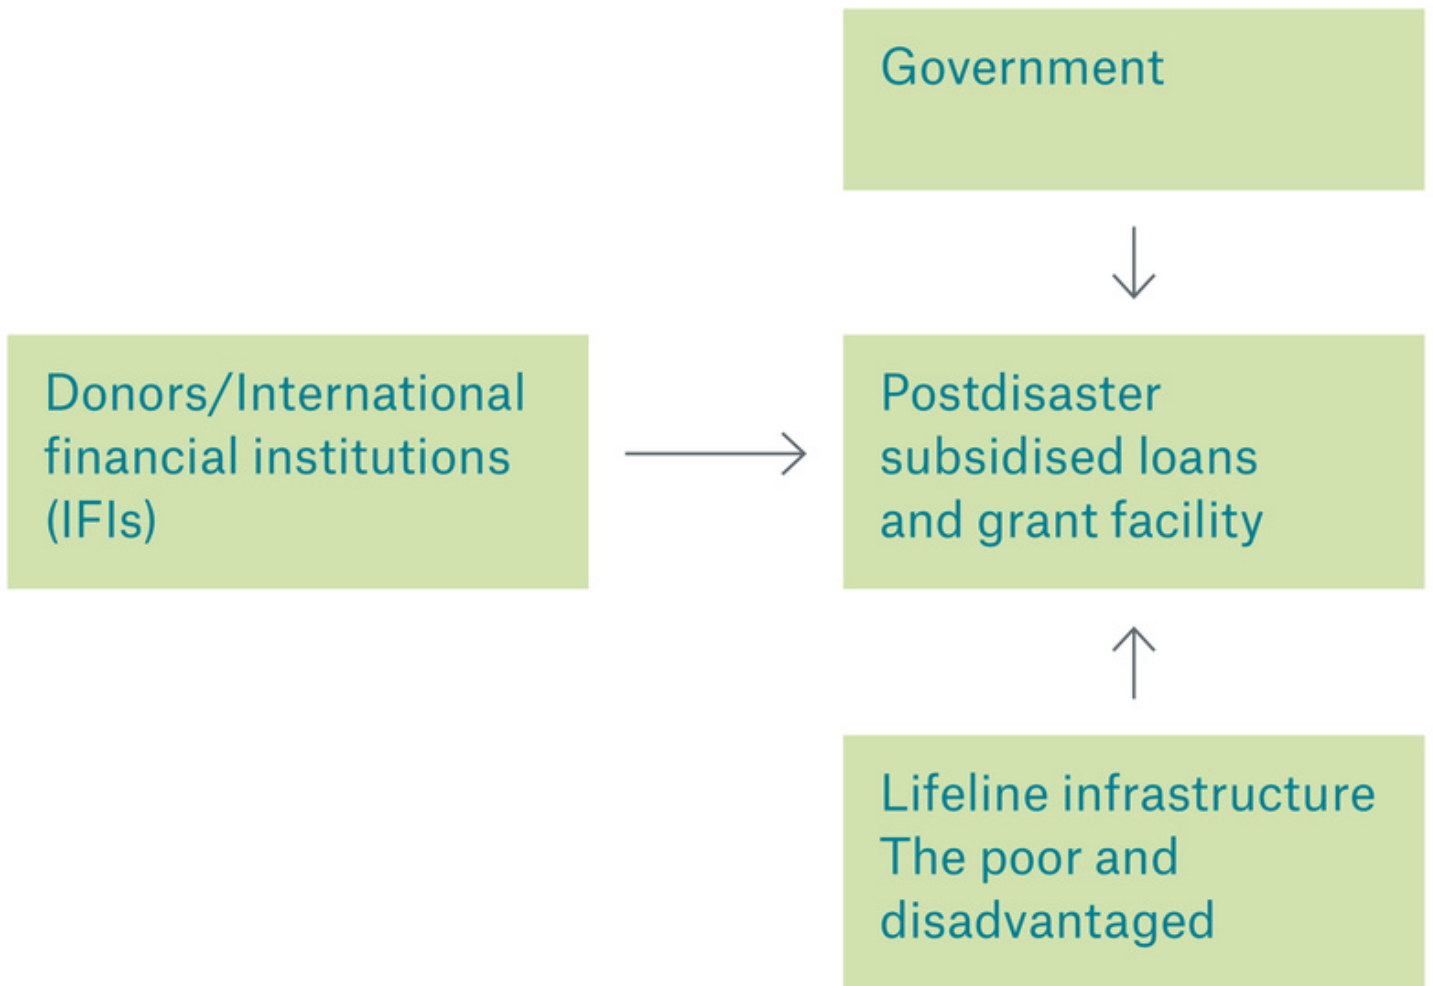 Government
Donors/International
financial institutions
(IFIs)
Postdisaster
subsidised loans
and grant facility
Lifeline infrastructure
The poor and
disadvantaged